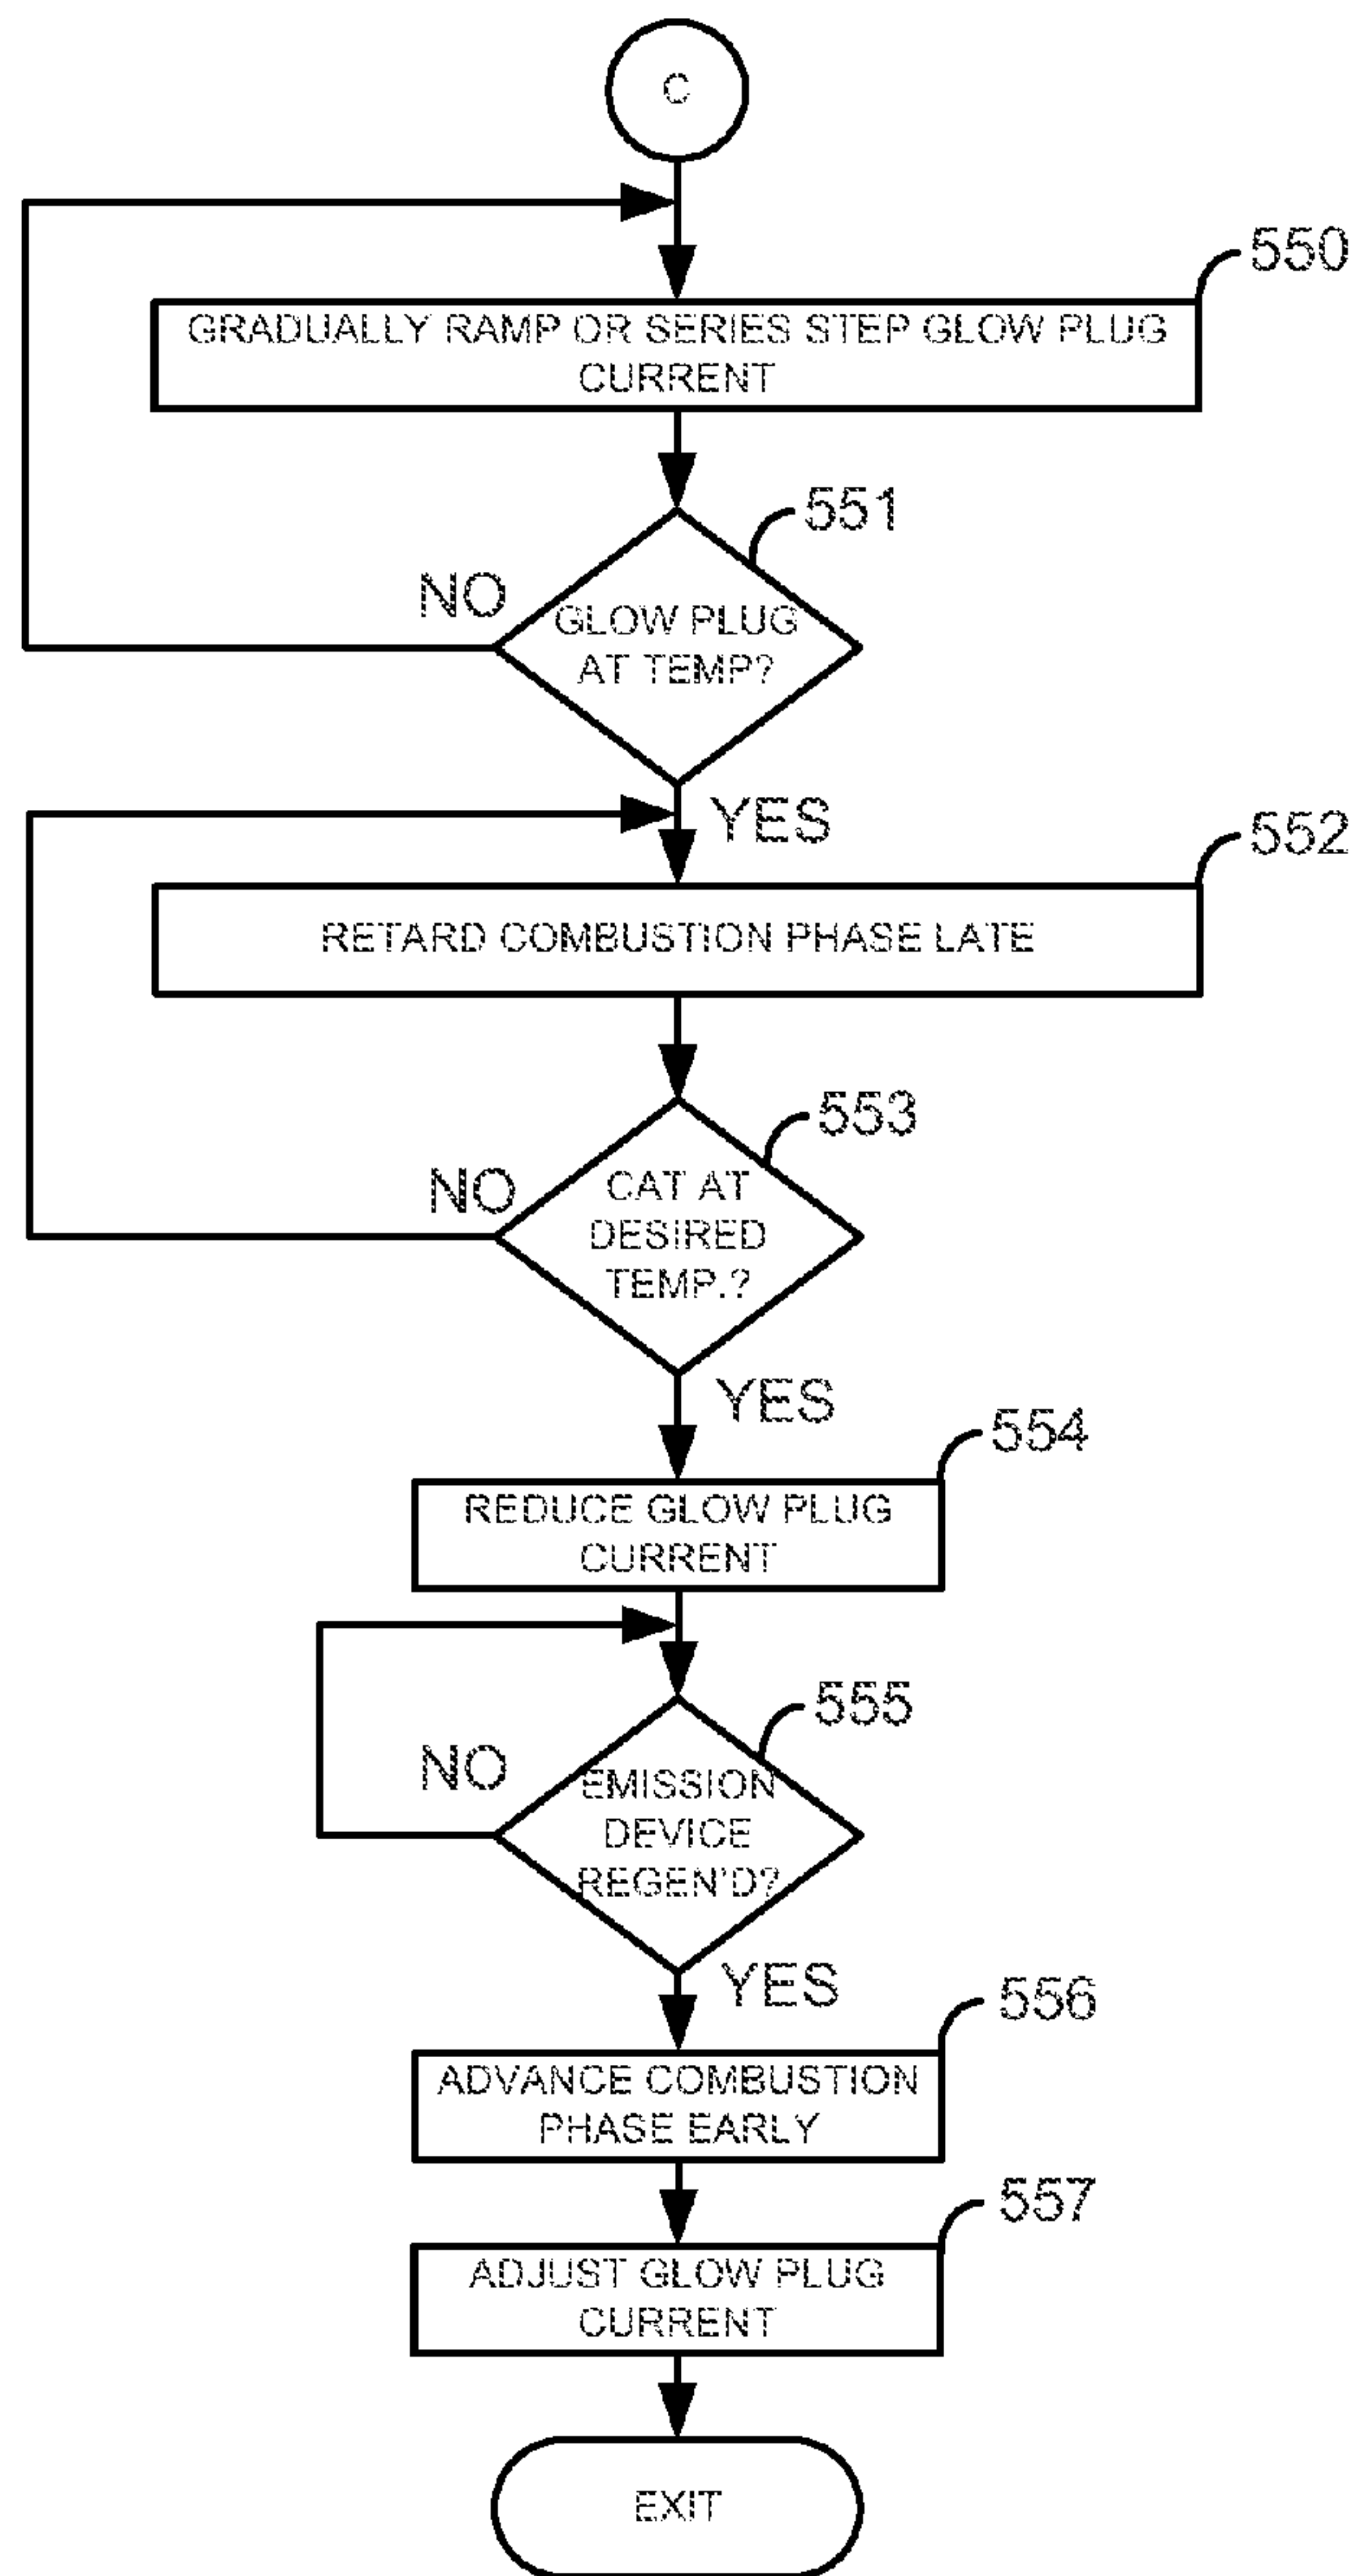 C
550
GRADUALLY RAMP OR SERIES STEP GLOW PLUG
CURRENT
551
NO
GLOW PLUG
AT TEMP?
YES
552
RETARD COMBUSTION PHASE LATE
553
NO
CAT AT
DESIRED
TEMP.?
YES
554
REDUCE GLOW PLUG
CURRENT
555
NO
EMISSION
DEVICE
REGEN'D?
YES
556
ADVANCE COMBUSTION
PHASE EARLY
557
ADJUST GLOW PLUG
CURRENT
EXIT